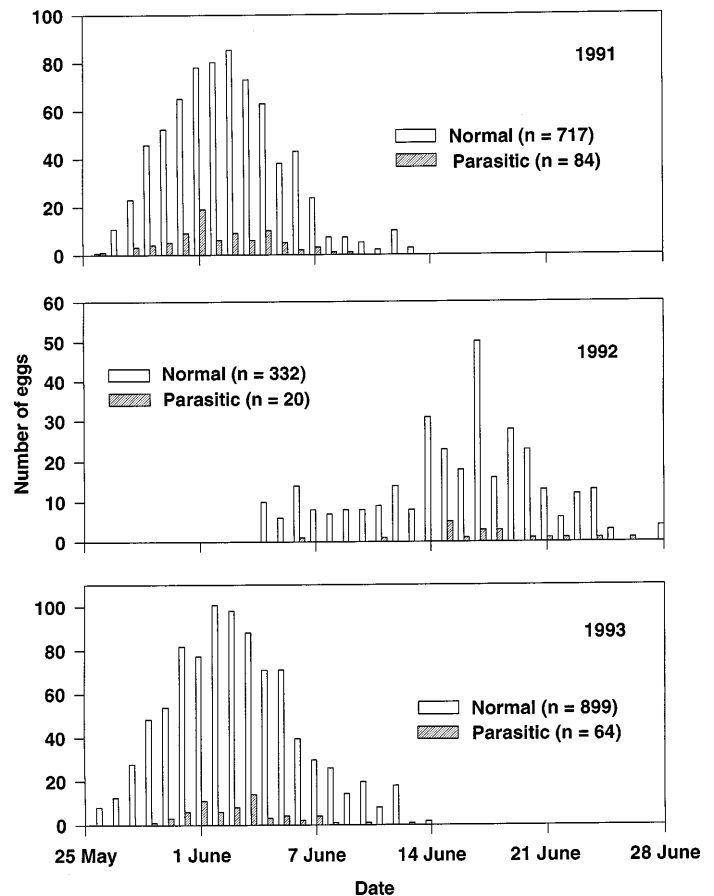 100
80
60
40
20
0
1991
Normal (n = 717)
Parasitic (n = 84)
Number of eggs
60
50
40
30
20
10
0
1992
Normal (n = 332)
Parasitic (n = 20)
100
80
60
40
20
0
1993
Normal (n = 899)
Parasitic (n = 64)
25 May 1 June 7 June 14 June 21 June 28 June
Date